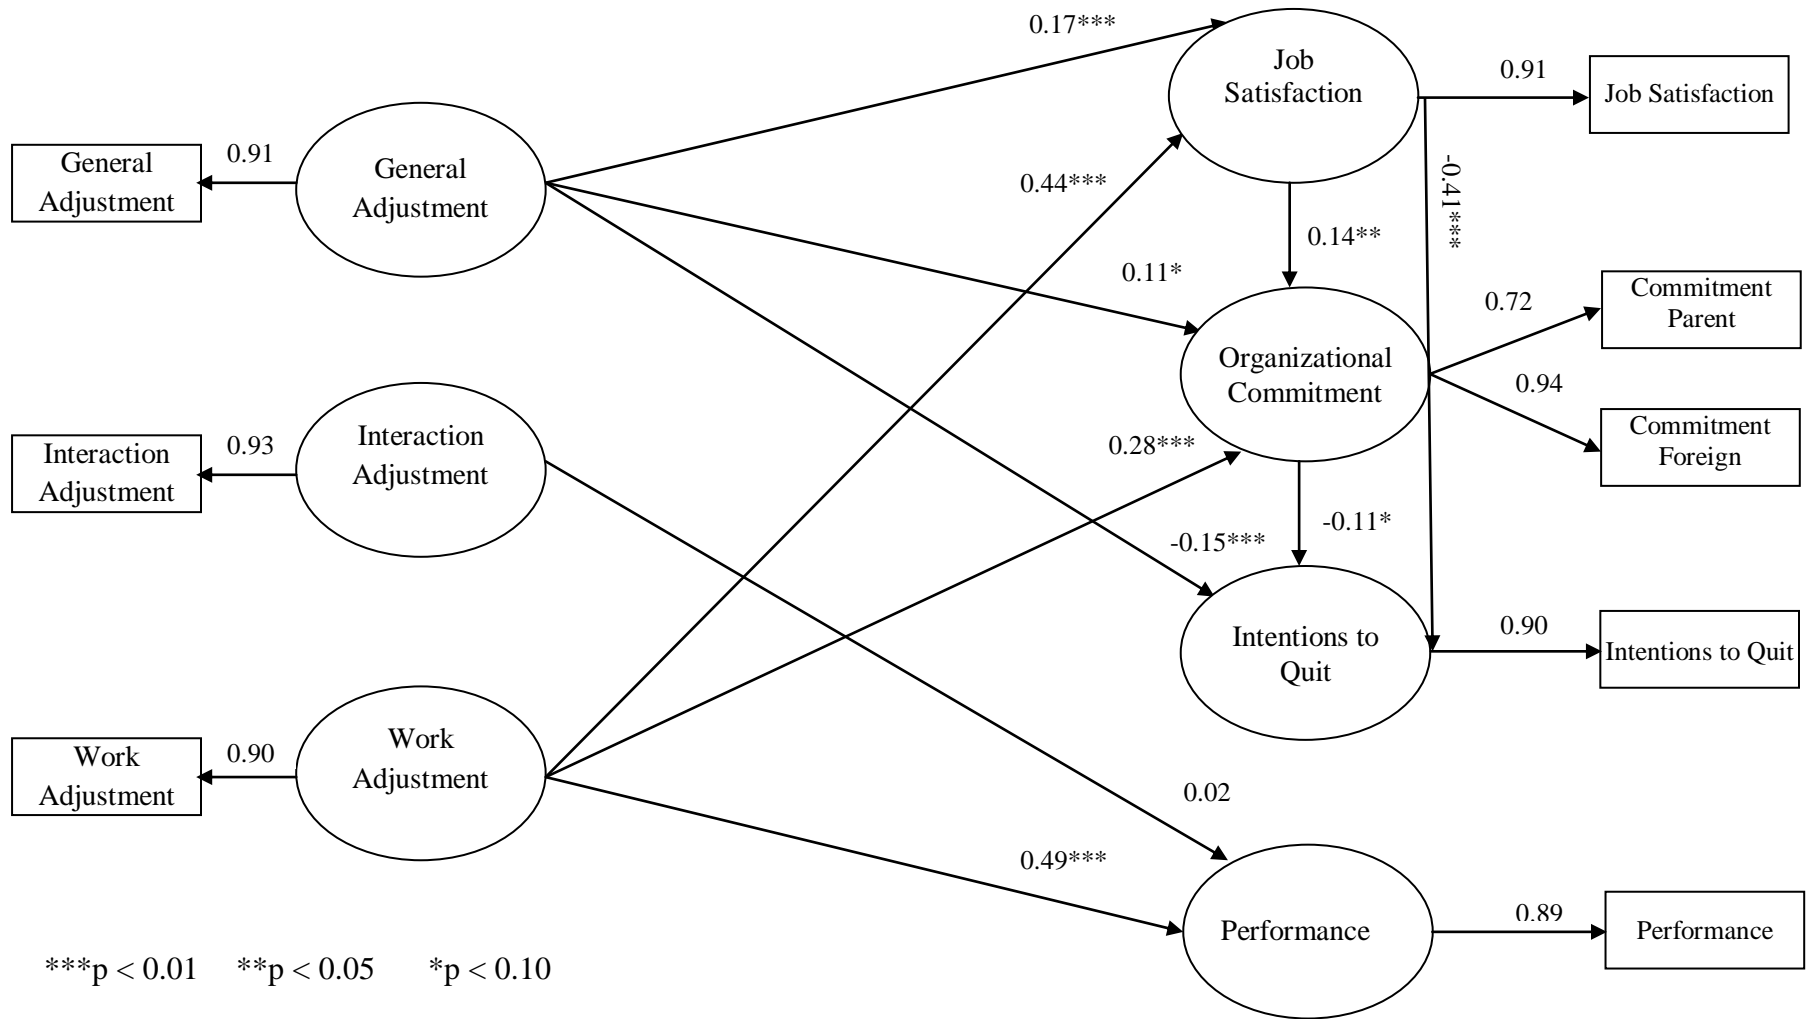 0.17***
Job
Satisfaction
0.91
Job Satisfaction
General
Adjustment
0.91
General
Adjustment
0.44***
-0.41***
0.14**
0.11*
Organizational
Commitment
0.72
Commitment
Parent
0.94
Commitment
Foreign
Interaction
Adjustment
0.93
Interaction
Adjustment
0.28***
-0.15***
-0.11*
Intentions to
Quit
0.90
Intentions to Quit
Work
Adjustment
0.90
Work
Adjustment
0.02
0.49***
Performance
0.89
Performance
***p < 0.01 **p < 0.05 *p < 0.10